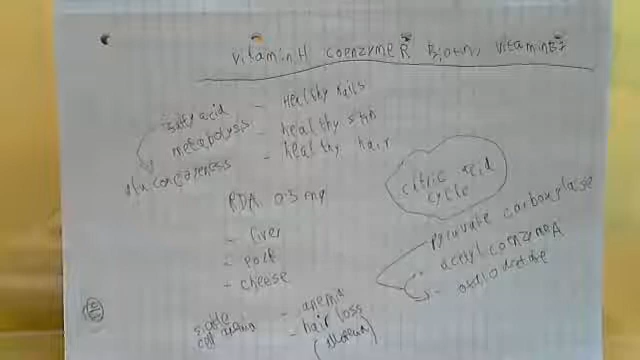 vitamin H coenzyme R Biotin, vitamin B7
fatty acid
metabolysis
gluconeogenesis
- Healthy nails
- healthy skin
- healthy hair
citric acid
cycle
RDA 0.3 mg
- liver
- pork
- cheese
pyruvate carboxylase
acetyl coenzyme A
oxaloacetate
sickle
cell anemia
- anemia
- hair loss